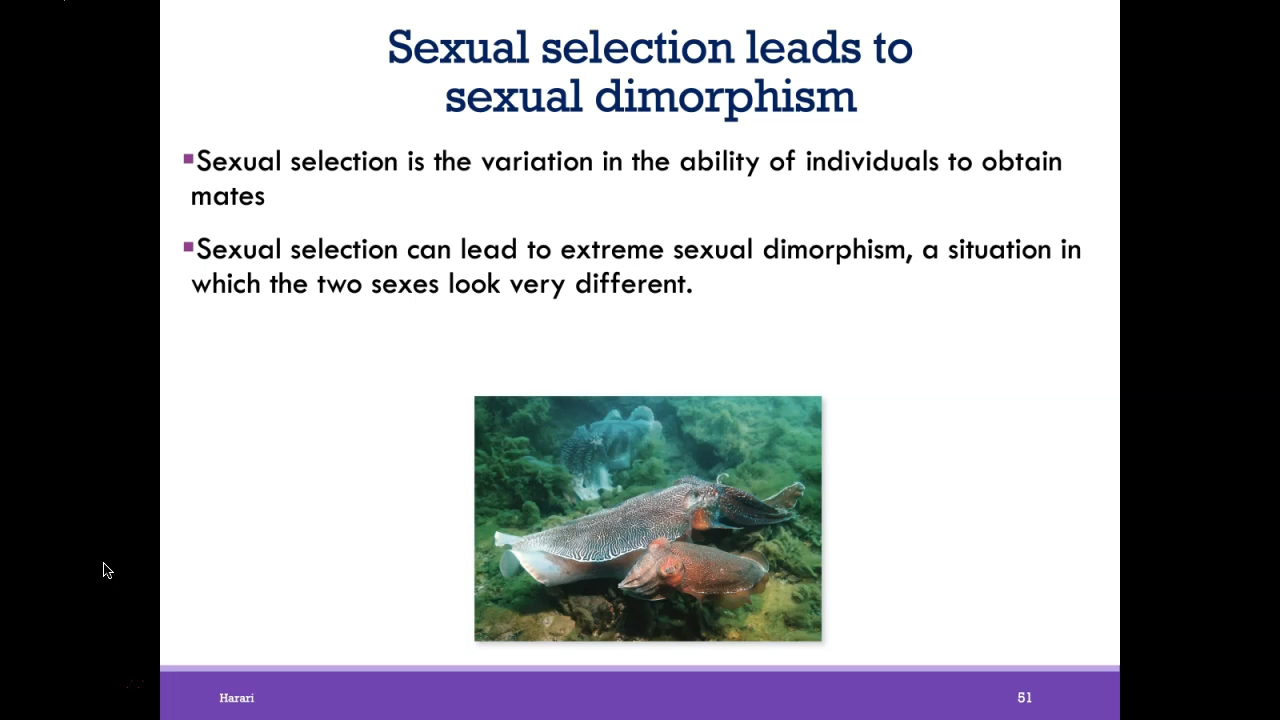 Sexual selection leads to
sexual dimorphism
▪Sexual selection is the variation in the ability of individuals to obtain
mates
▪Sexual selection can lead to extreme sexual dimorphism, a situation in
which the two sexes look very different.
Harari
51